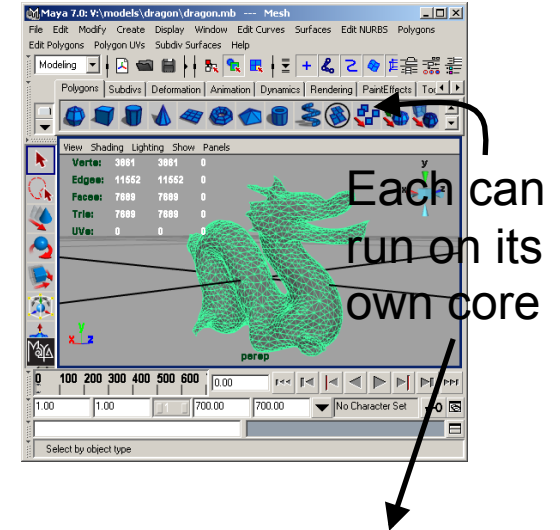 Maya 7.0: V:\models\dragon\dragon.mb --- Mesh
File Edit Modify Create Display Window Edit Curves Surfaces Edit NURBS Polygons
Edit Polygons Polygon UVs Subdiv Surfaces Help
Modeling
Polygons Subdivs Deformation Animation Dynamics Rendering PaintEffects
View Shading Lighting Show Panels
Verts: 3861 3861 0
Edges: 11552 11552 0
Faces: 7689 7689 0
Tris: 7689 7689 0
UVs: 0 0 0
y
z
Each can
run on its
own core
y
x z
persp
Maya
0 100 200 300 400 500 600 0.00
1.00 1.00 1 700.00 700.00 No Character Set
Select by object type